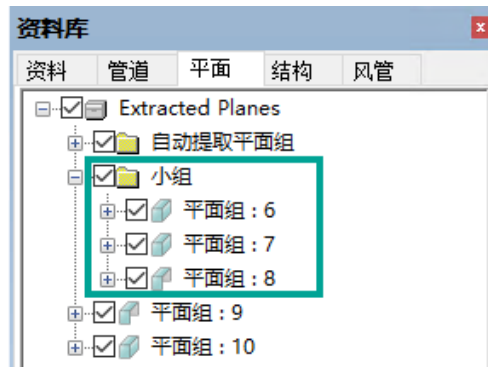 资料库
资料 管道 平面 结构 风管
Extracted Planes
自动提取平面组
小组
平面组 : 6
平面组 : 7
平面组 : 8
平面组 : 9
平面组 : 10